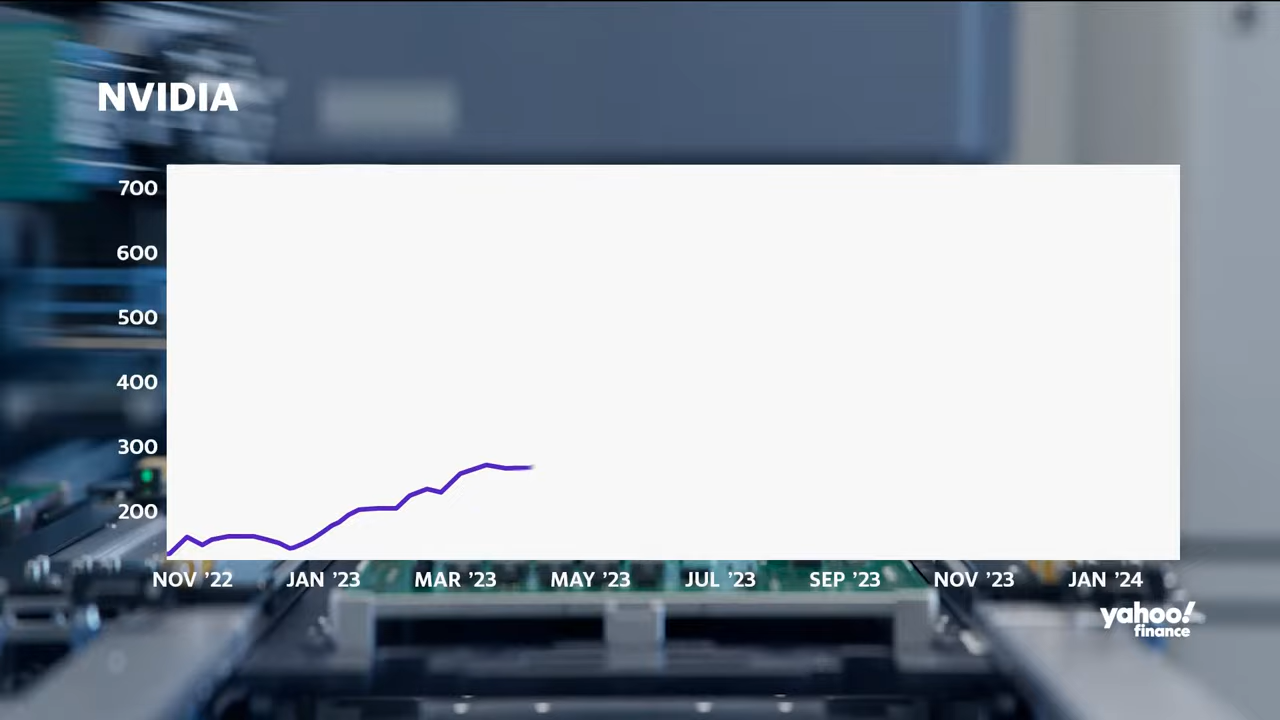 NVIDIA
700
600
500
400
300
200
NOV ’22 JAN ’23 MAR ’23 MAY ’23 JUL ’23 SEP ’23 NOV ’23 JAN ’24
yahoo!
finance